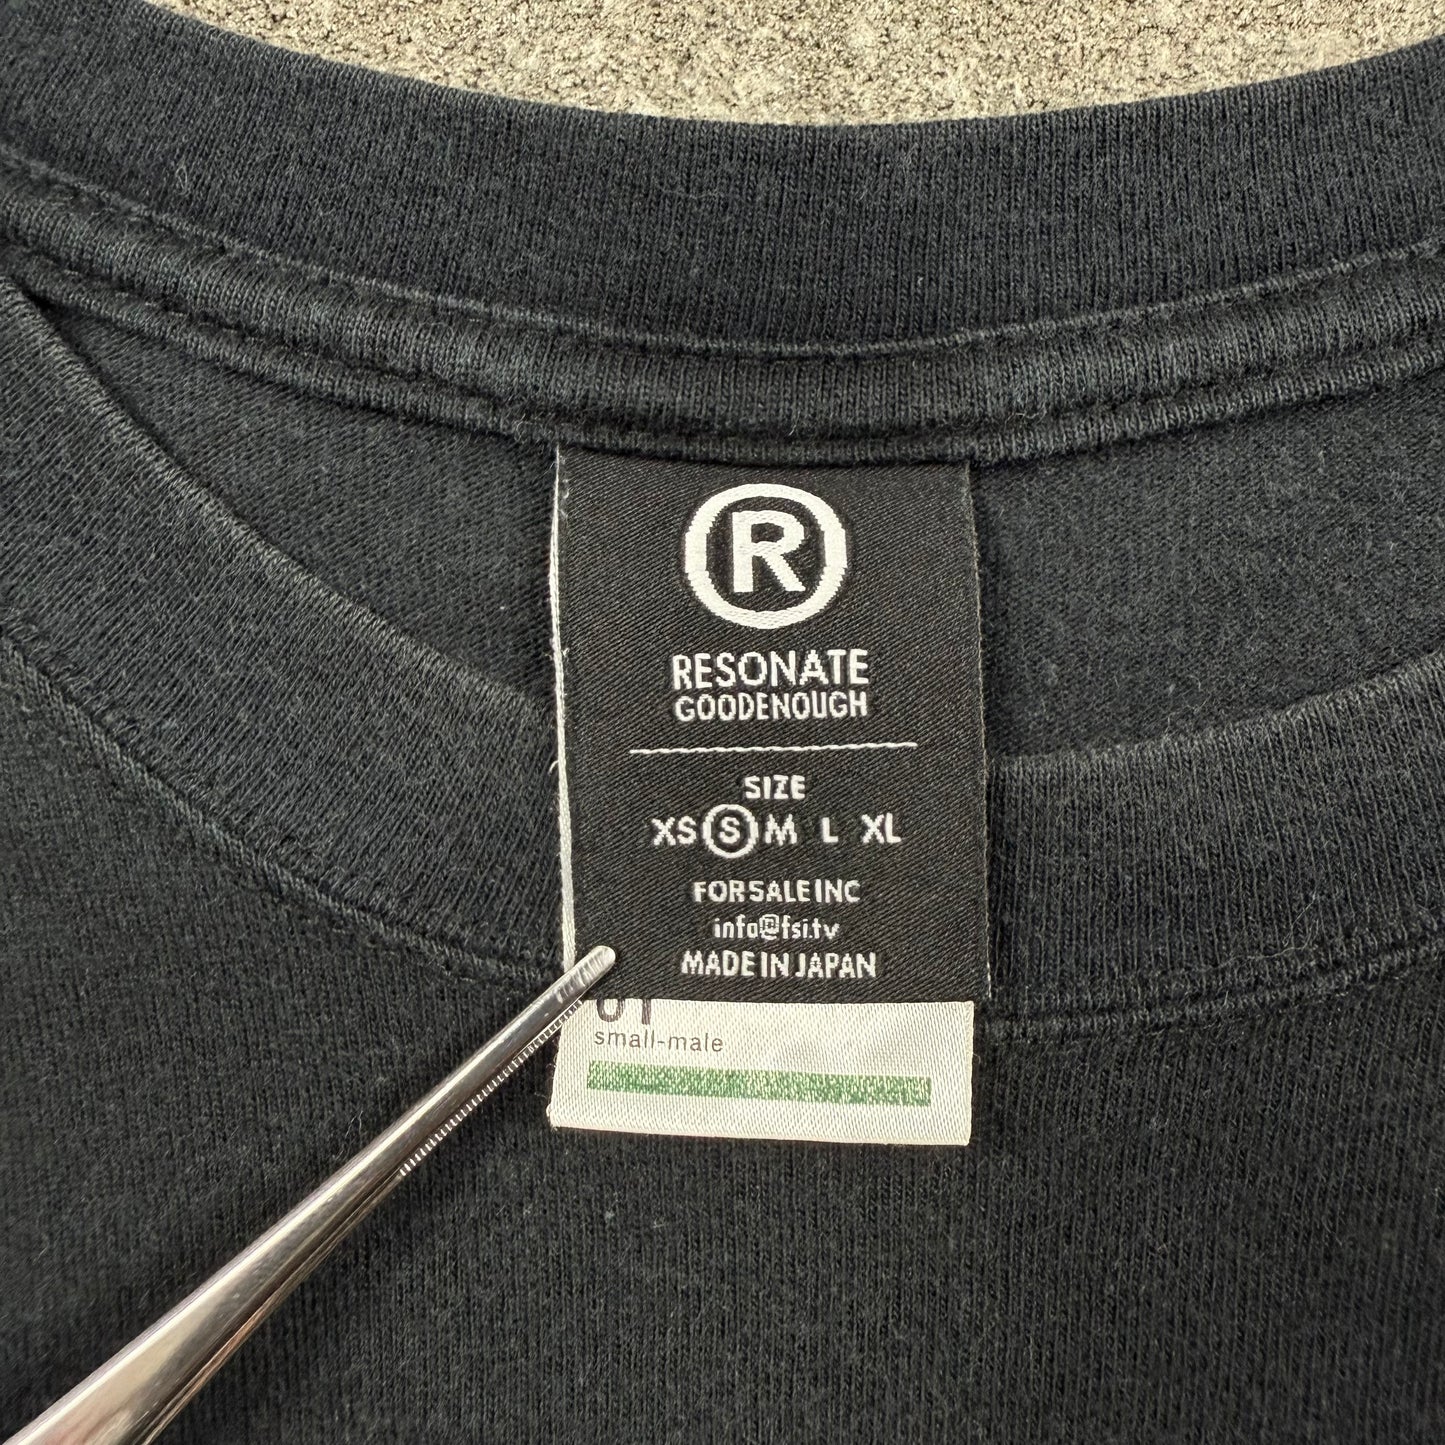 R
RESONATE
GOODENOUGH
SIZE
XS S M L XL
FORSALE INC
info@fsi.tv
MADE IN JAPAN
small-male